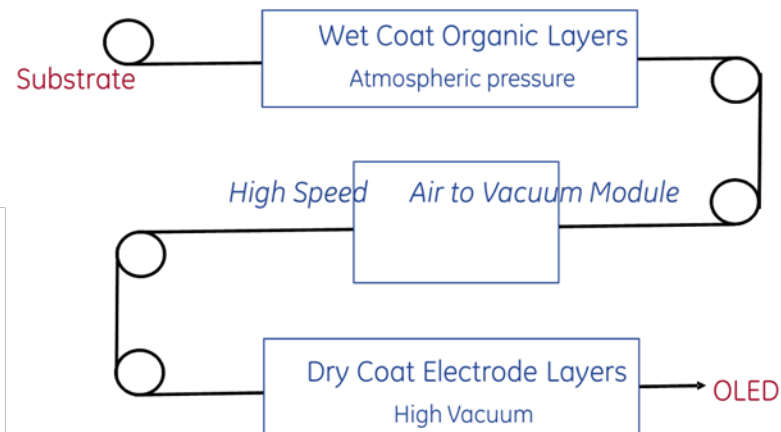 Wet Coat Organic Layers
Substrate
Atmospheric pressure
High Speed Air to Vacuum Module
Dry Coat Electrode Layers
OLED
High Vacuum